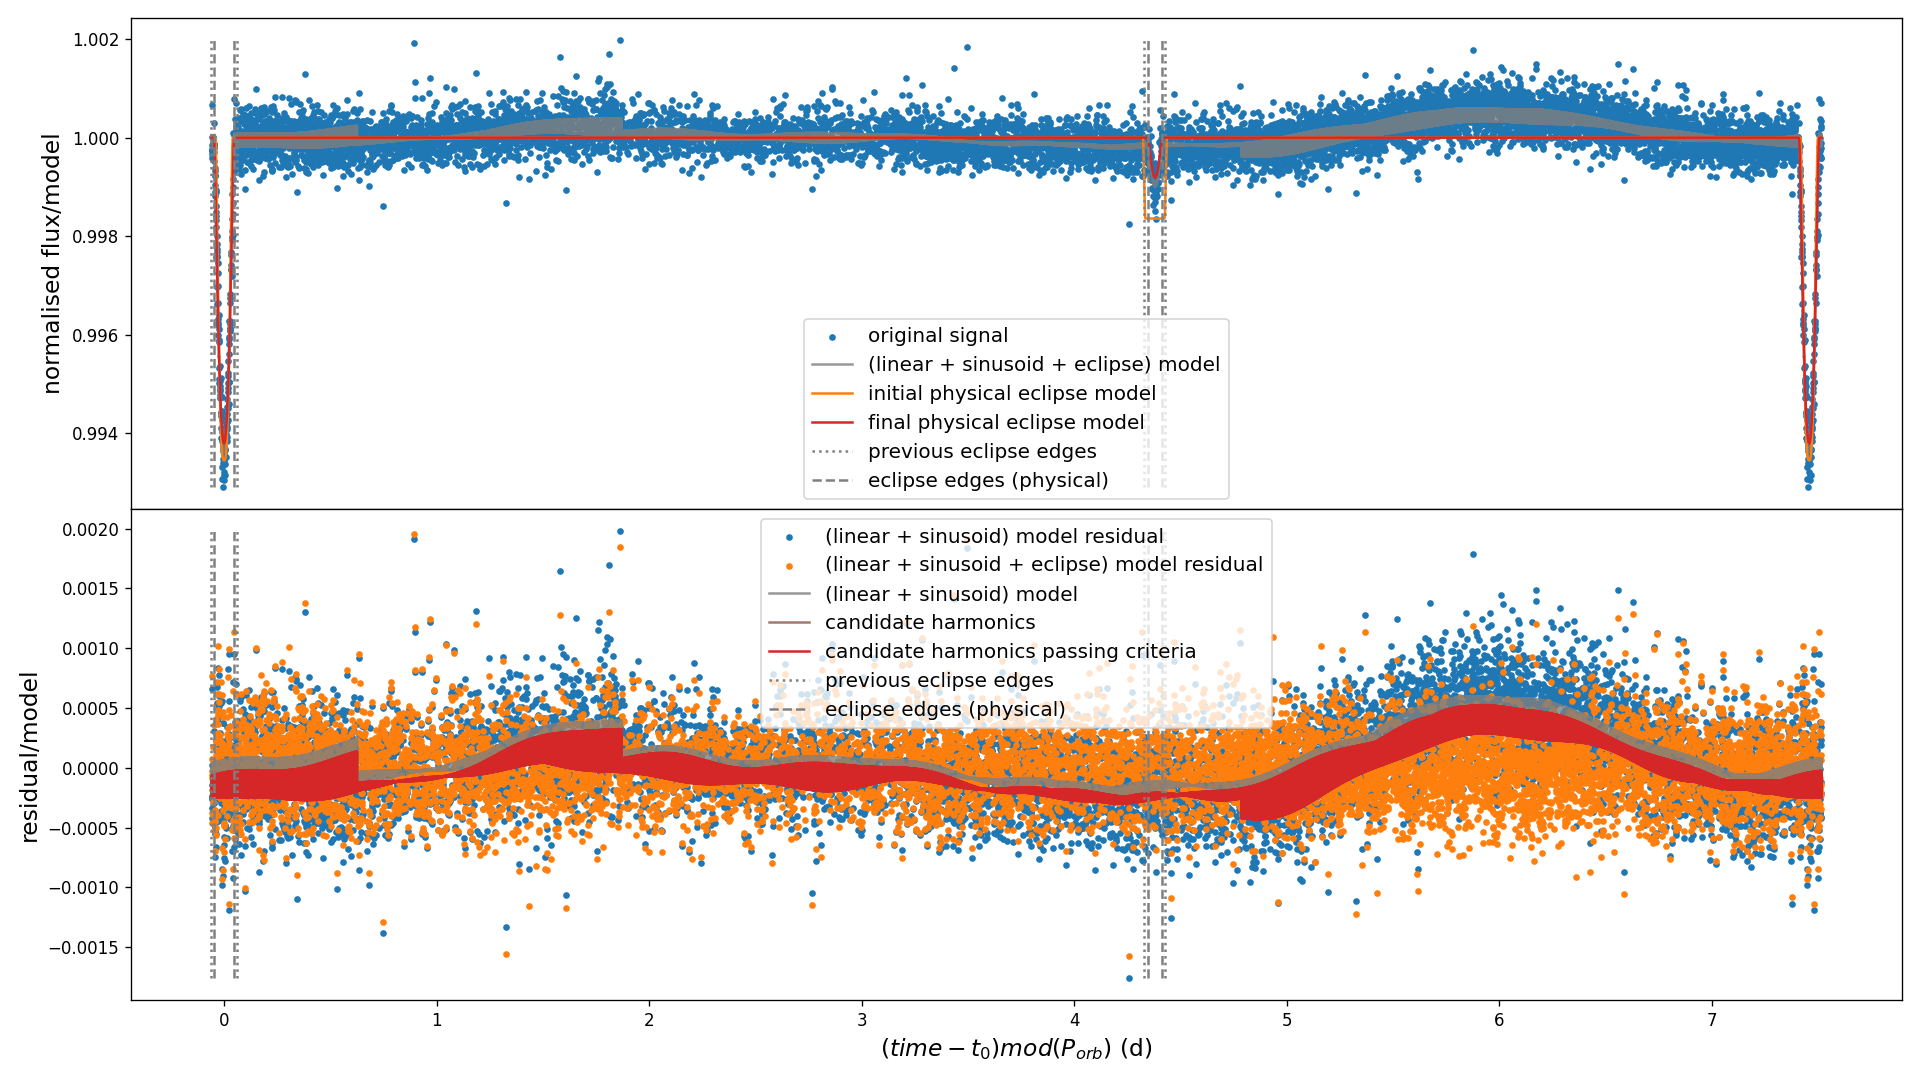 1.002
1.000
0.998
0.996
0.994
normalised flux/model
original signal
(linear + sinusoid + eclipse) model
initial physical eclipse model
final physical eclipse model
previous eclipse edges
eclipse edges (physical)
0.0020
0.0015
0.0010
0.0005
0.0000
−0.0005
−0.0010
−0.0015
residual/model
(linear + sinusoid) model residual
(linear + sinusoid + eclipse) model residual
(linear + sinusoid) model
candidate harmonics
candidate harmonics passing criteria
previous eclipse edges
eclipse edges (physical)
0 1 2 3 4 5 6 7
(time − t₀)mod(P_orb) (d)